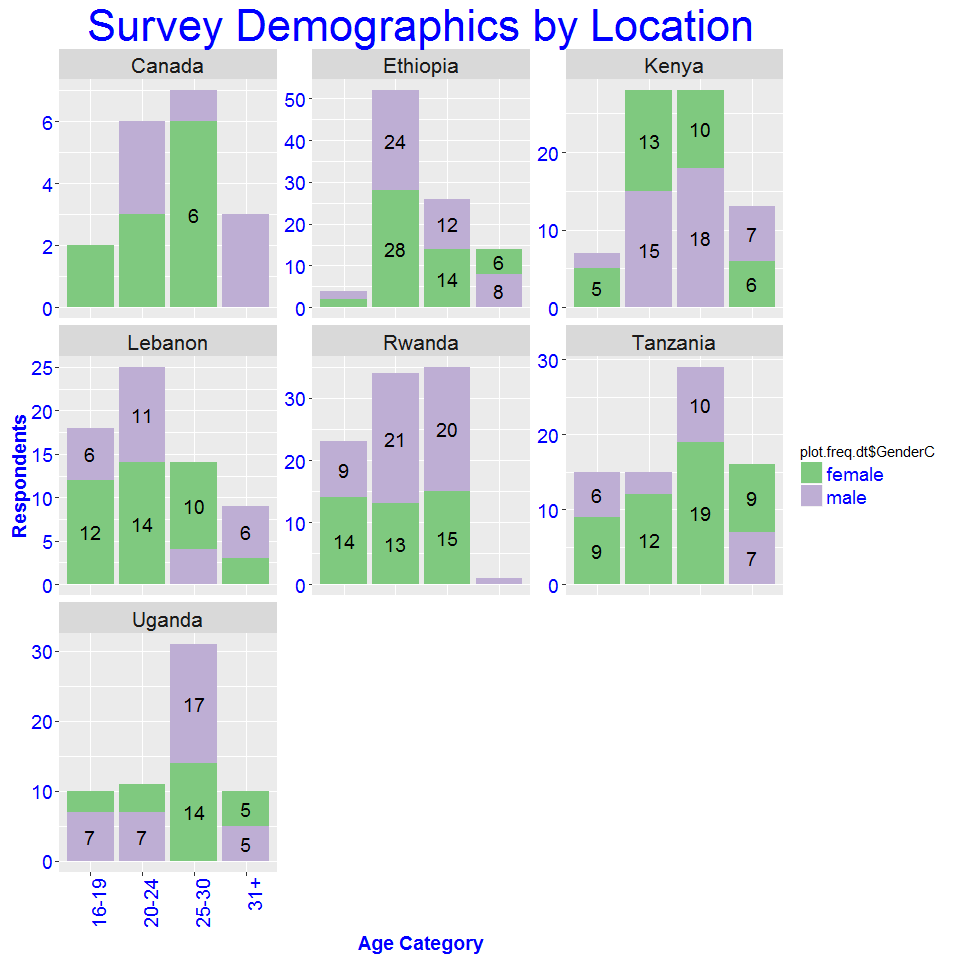 Survey Demographics by Location
Canada Ethiopia Kenya
6 4 2 0
6
50 40 30 20 10 0
24 12 6
28 14 8
20 10 0
13 10 7
5 15 18 6
Lebanon Rwanda Tanzania
25 20 15 10 5 0
6 11 10 6
12 14
30 20 10 0
9 21 20
14 13 15
30 20 10 0
6 10 9
9 12 19 7
Uganda
30 20 10 0
17 5
7 7 14 5
16-19 20-24 25-30 31+
Respondents
Age Category
plot.freq.dt$GenderC
female
male